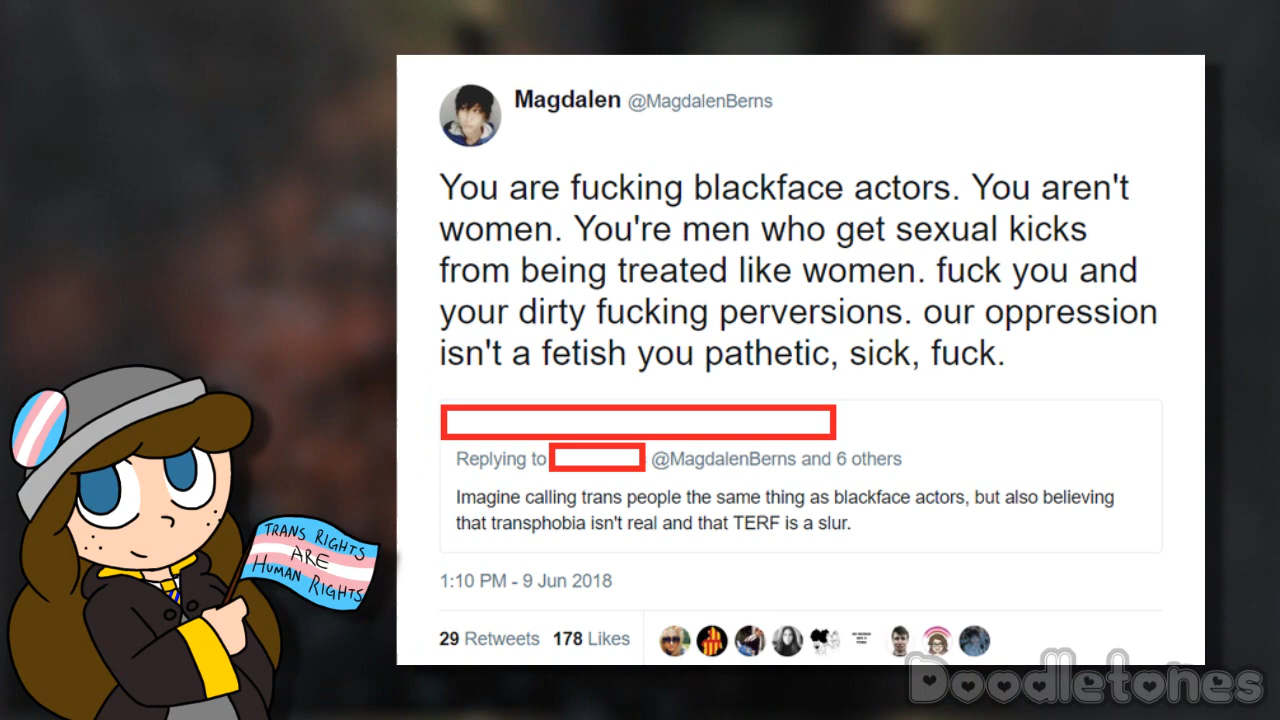 Magdalen @MagdalenBerns
You are fucking blackface actors. You aren't
women. You're men who get sexual kicks
from being treated like women. fuck you and
your dirty fucking perversions. our oppression
isn't a fetish you pathetic, sick, fuck.
Replying to @MagdalenBerns and 6 others
Imagine calling trans people the same thing as blackface actors, but also believing
that transphobia isn't real and that TERF is a slur.
1:10 PM - 9 Jun 2018
29 Retweets 178 Likes
TRANS RIGHTS
ARE
HUMAN RIGHTS
Doodletones